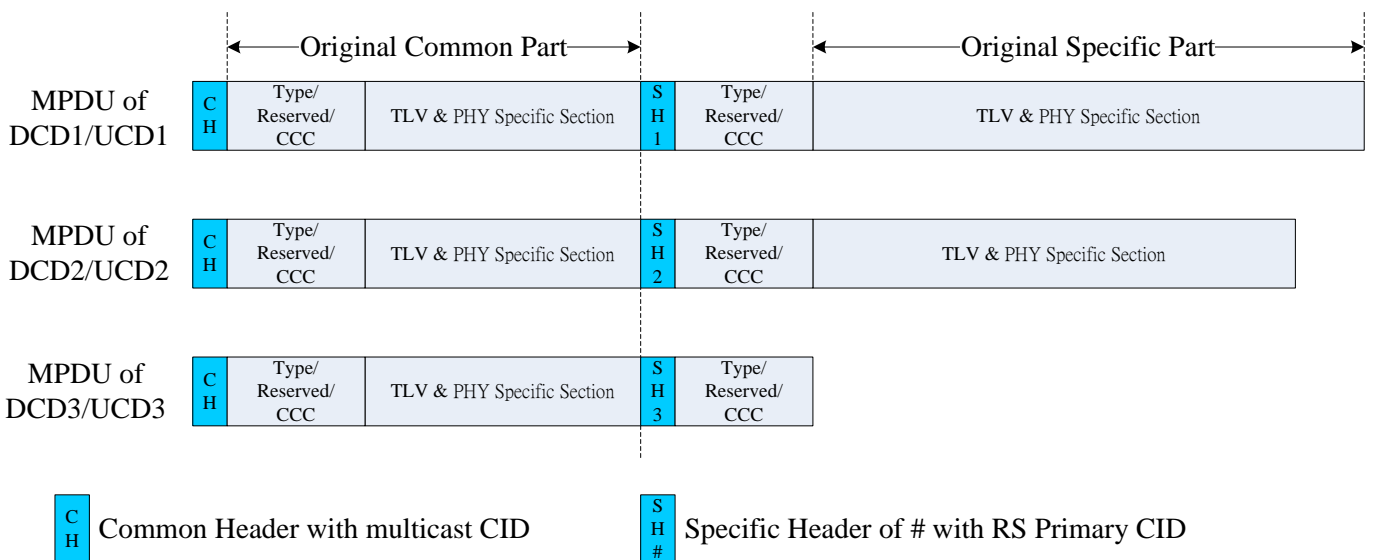 Original Common Part
Original Specific Part
MPDU of
DCD1/UCD1
C
H
Type/
Reserved/
CCC
TLV & PHY Specific Section
S
H
1
Type/
Reserved/
CCC
TLV & PHY Specific Section
MPDU of
DCD2/UCD2
C
H
Type/
Reserved/
CCC
TLV & PHY Specific Section
S
H
2
Type/
Reserved/
CCC
TLV & PHY Specific Section
MPDU of
DCD3/UCD3
C
H
Type/
Reserved/
CCC
TLV & PHY Specific Section
S
H
3
Type/
Reserved/
CCC
C
H
Common Header with multicast CID
S
H
#
Specific Header of # with RS Primary CID